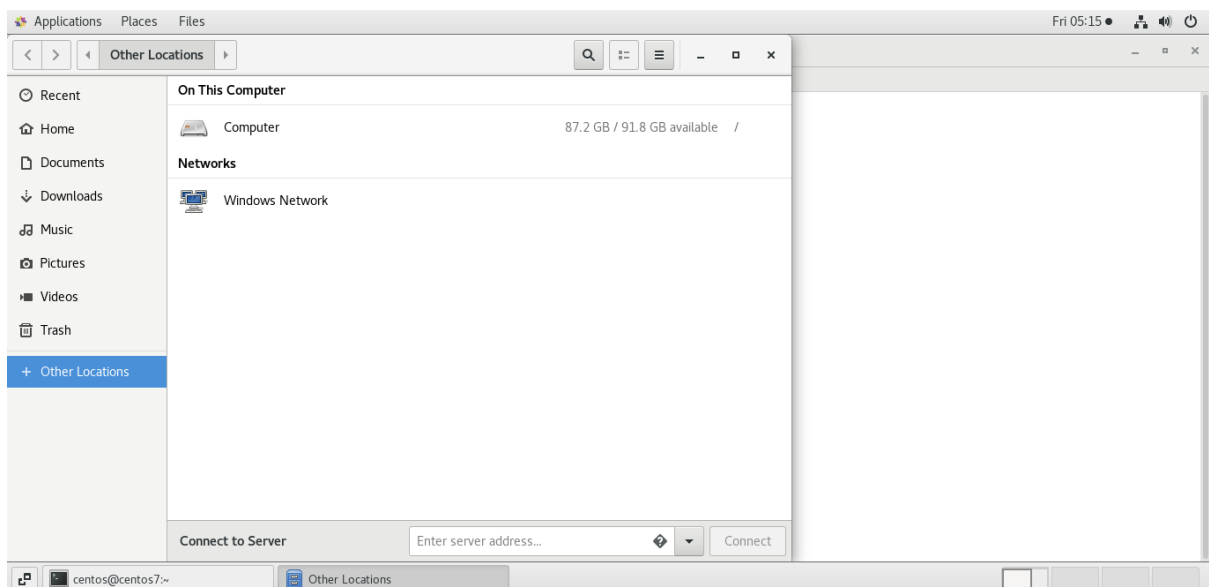 Applications Places Files Fri 05:15
Other Locations
Recent
Home
Documents
Downloads
Music
Pictures
Videos
Trash
Other Locations
On This Computer
Computer 87.2 GB / 91.8 GB available /
Networks
Windows Network
Connect to Server Enter server address... Connect
centos@centos7:~ Other Locations